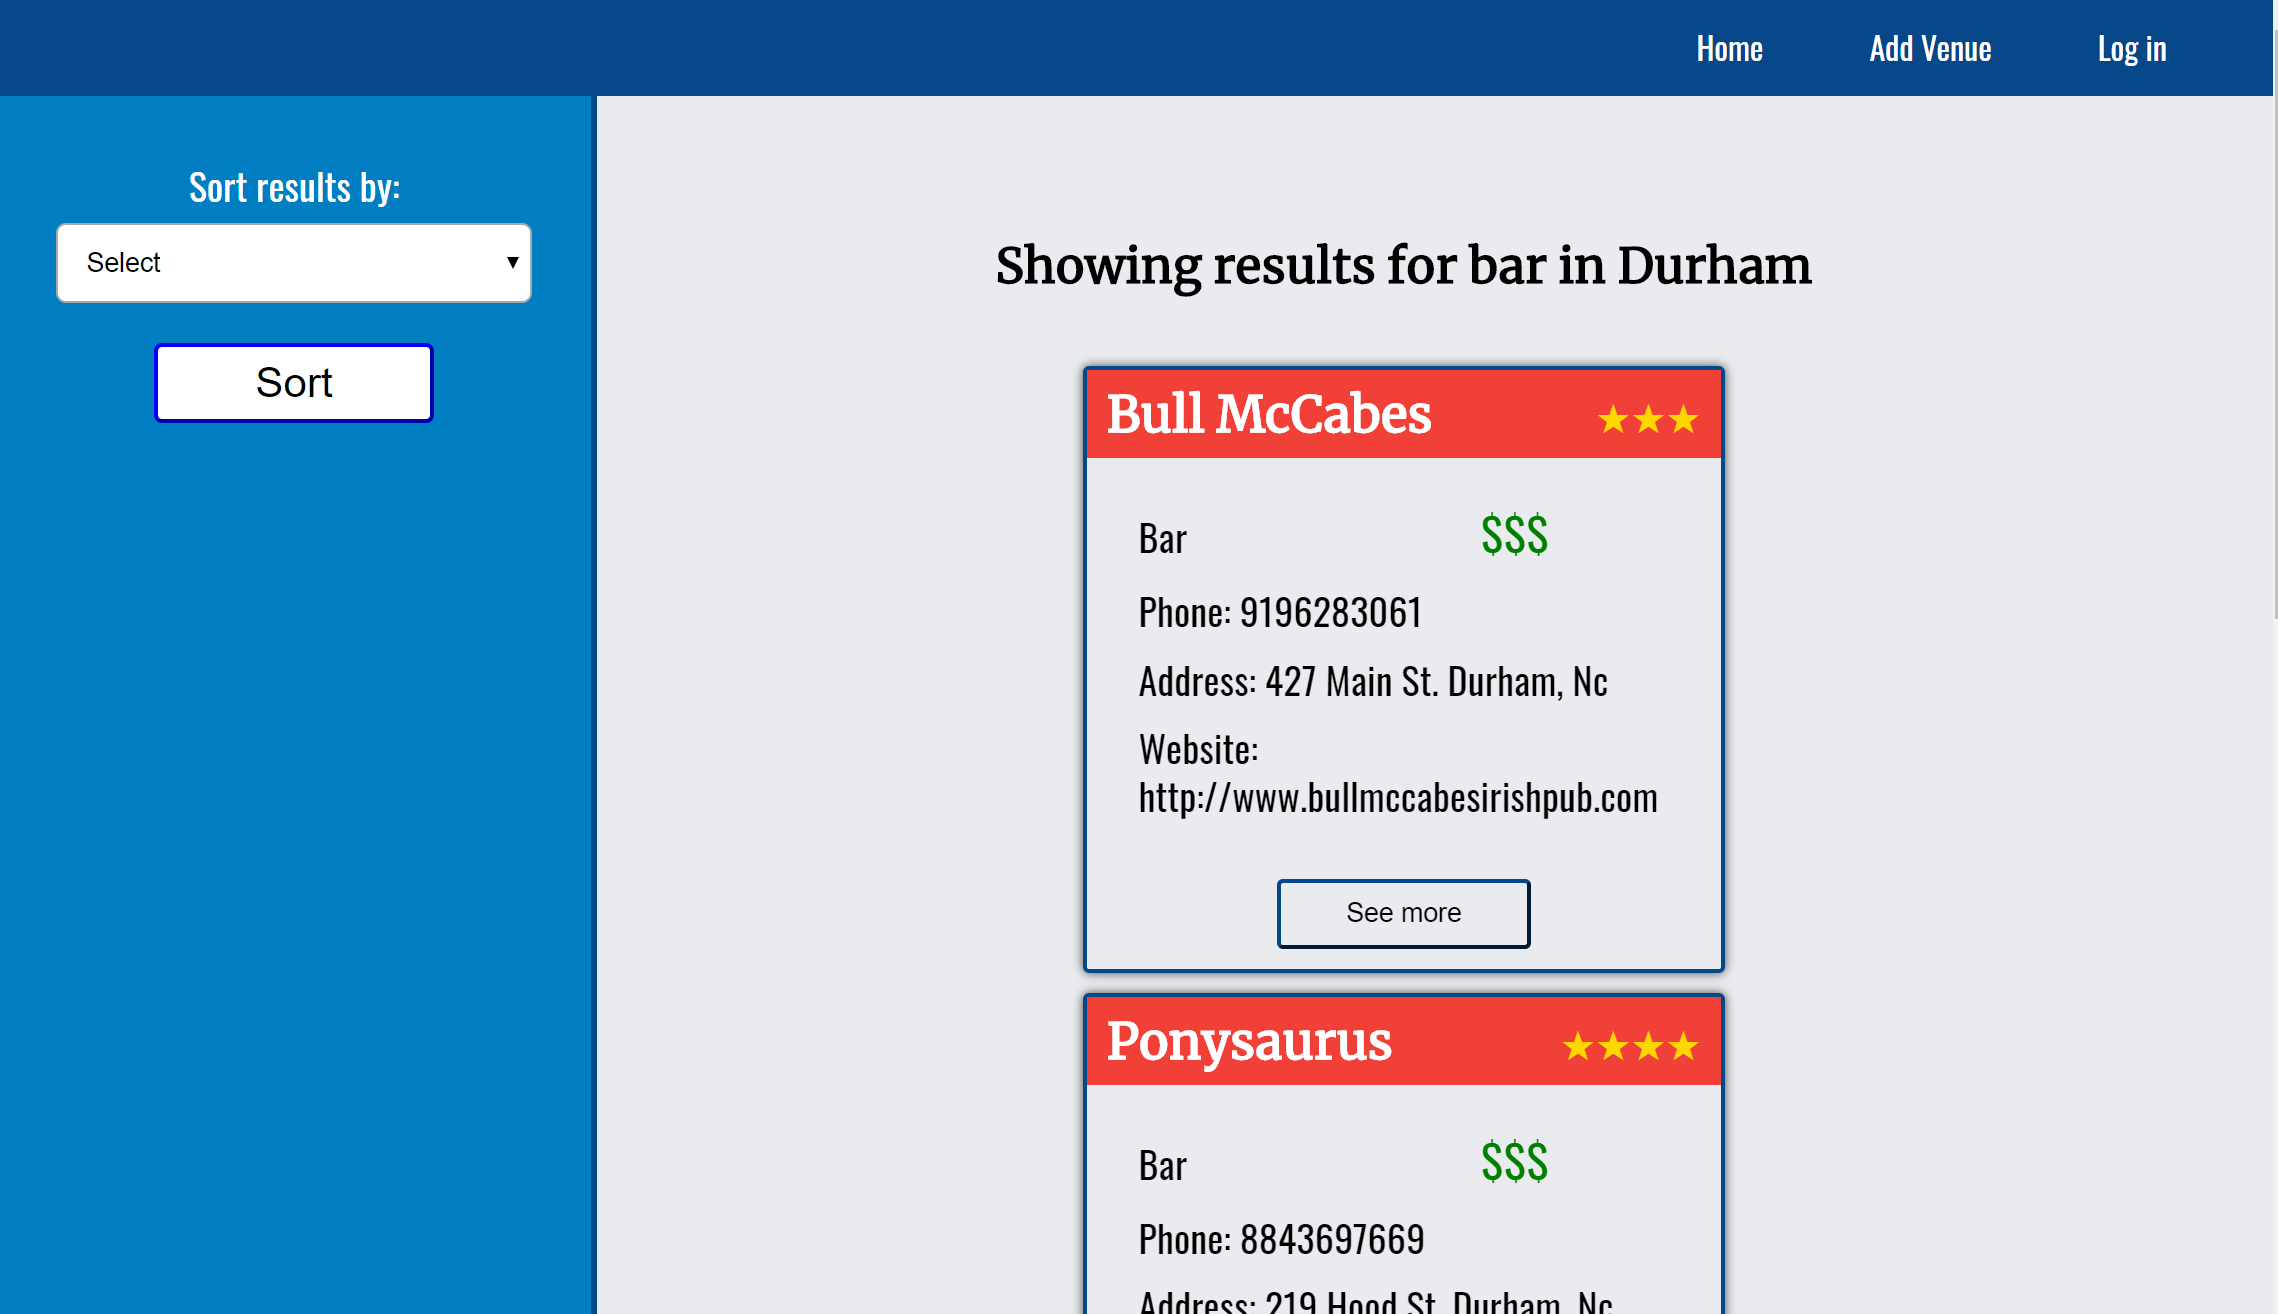 Home Add Venue Log in
Sort results by:
Select
Sort
Showing results for bar in Durham
Bull McCabes ★★★
Bar $$$
Phone: 9196283061
Address: 427 Main St. Durham, Nc
Website:
http://www.bullmccabesirishpub.com
See more
Ponysaurus ★★★★
Bar $$$
Phone: 8843697669
Address: 219 Hood St. Durham, Nc